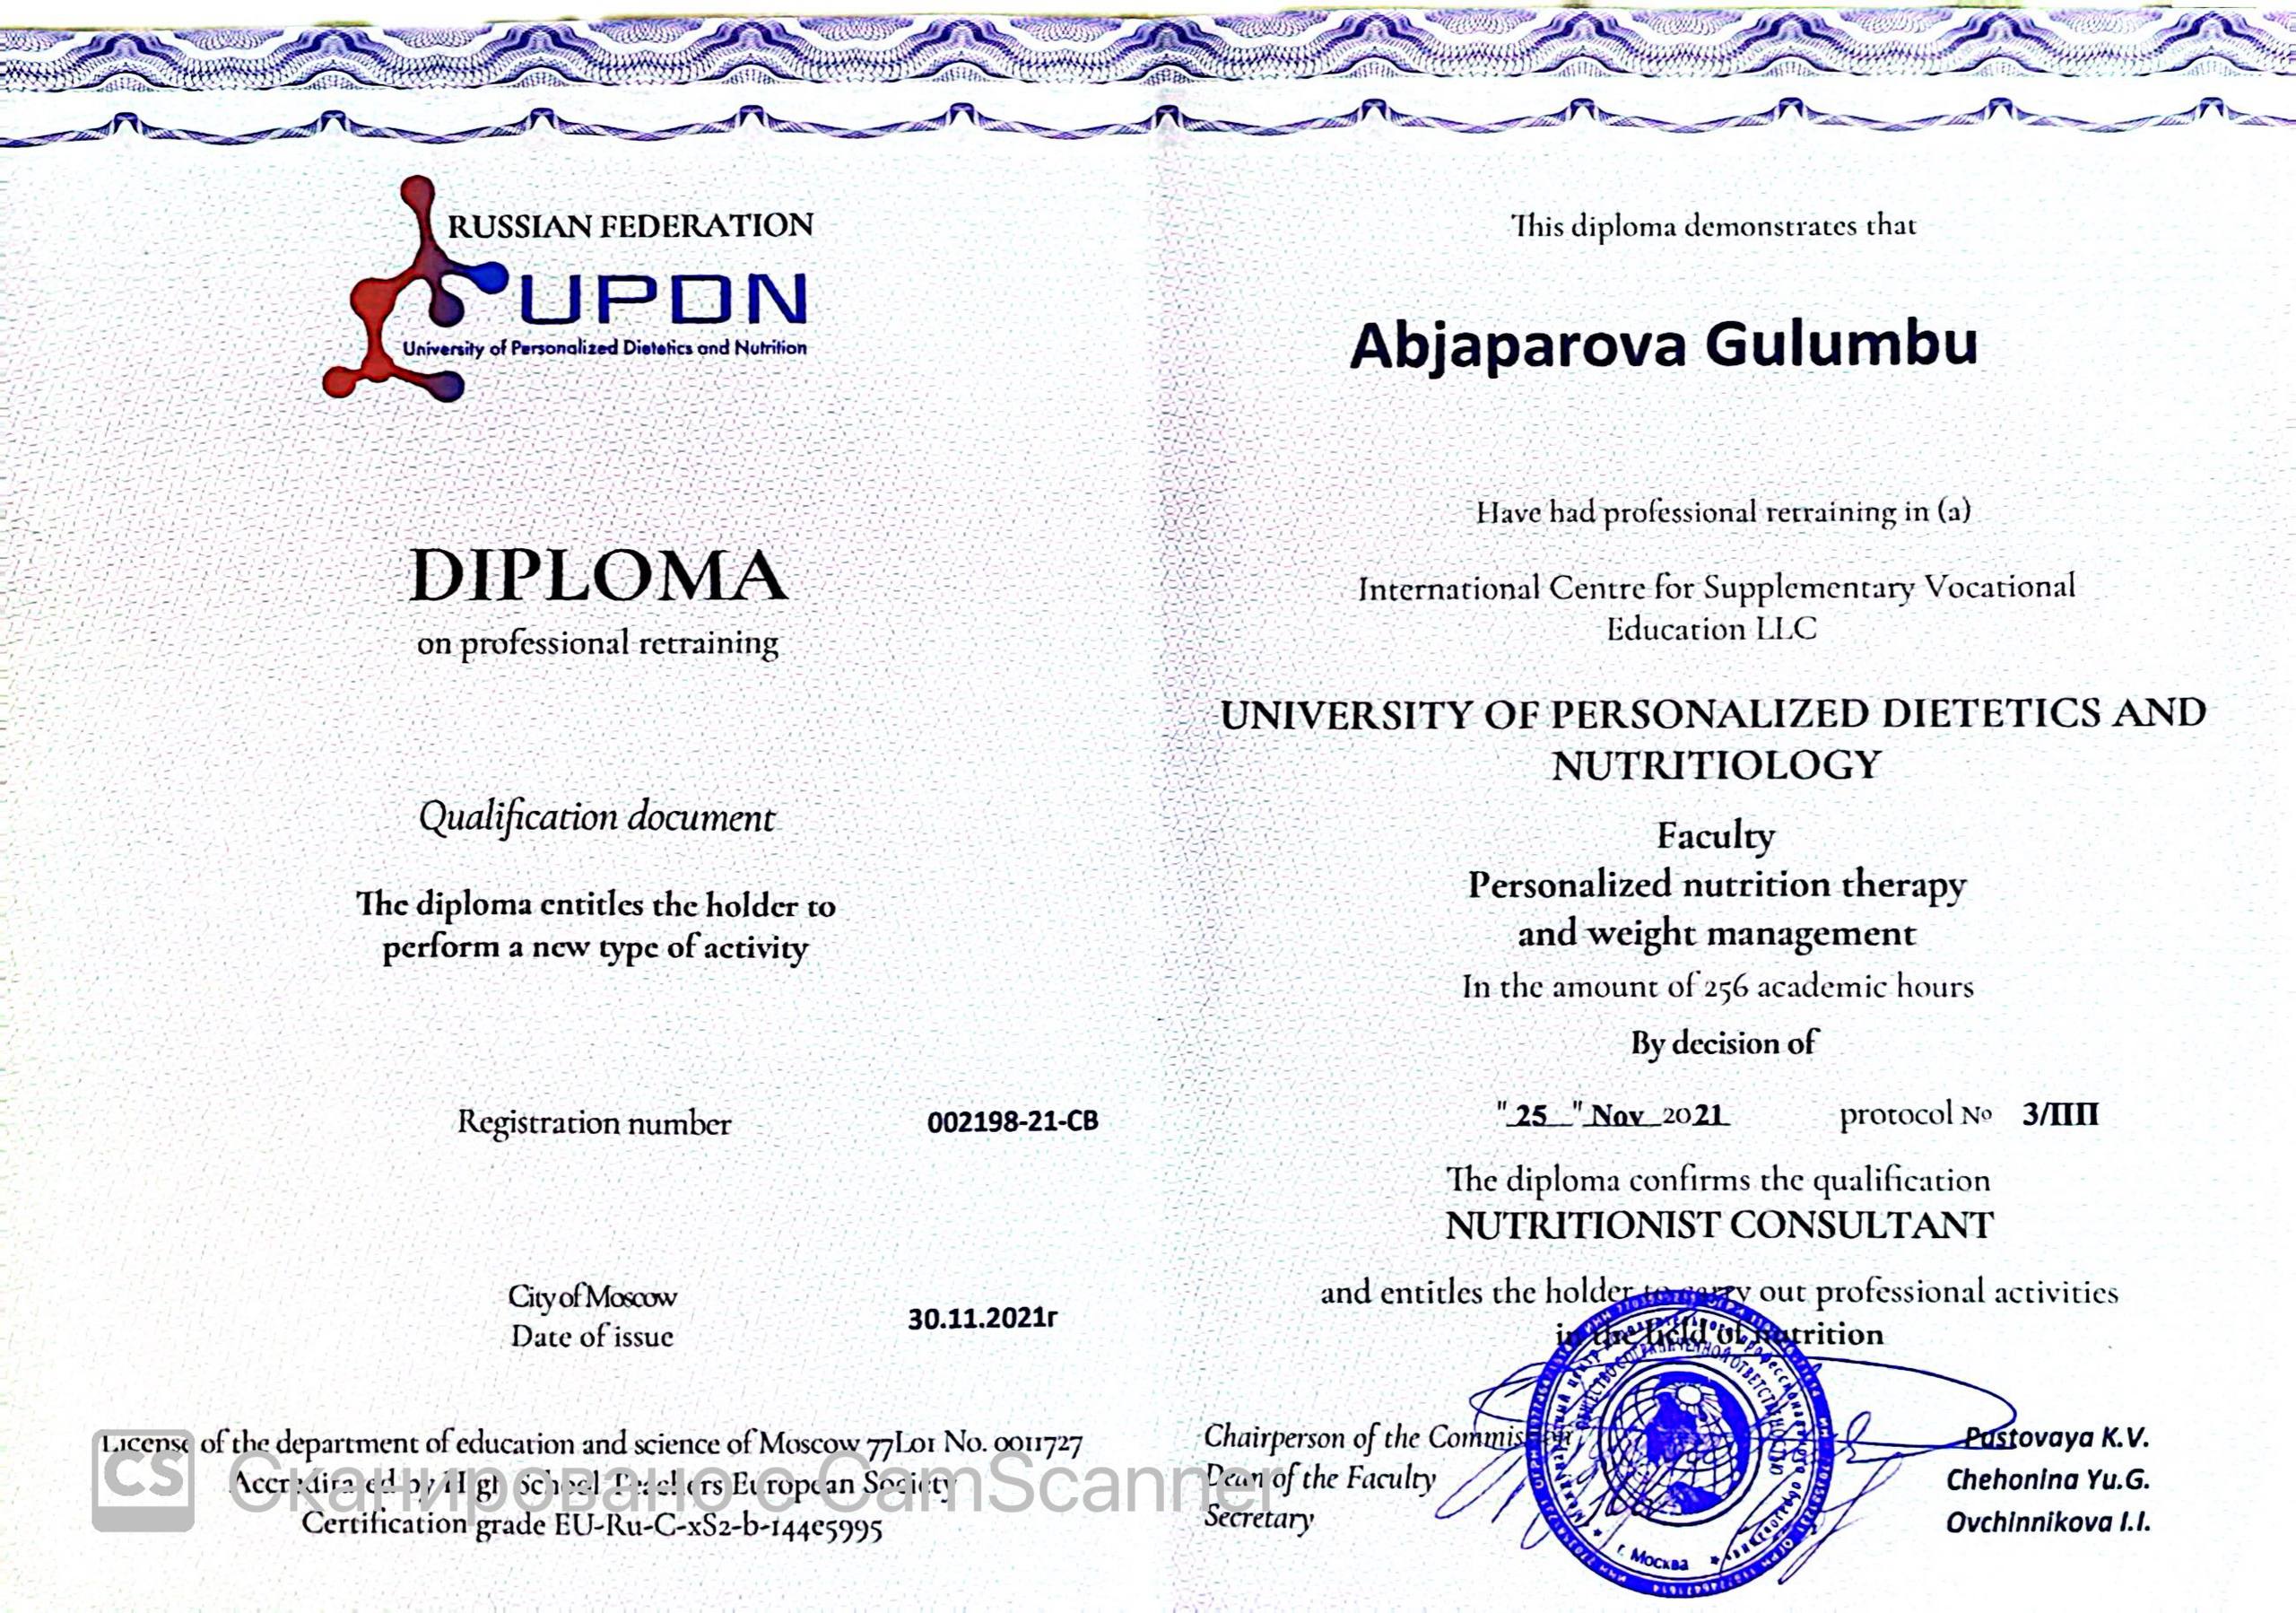 RUSSIAN FEDERATION
UPDN
University of Personalized Dietetics and Nutrition
DIPLOMA
on professional retraining
Qualification document
The diploma entitles the holder to
perform a new type of activity
Registration number 002198-21-CB
City of Moscow
Date of issue 30.11.2021г
License of the department of education and science of Moscow 77L01 No. 0011727
Accreditated by High School Teachers European Society
Certification grade EU-Ru-C-xS2-b-144e5995
CS Сканировано с CamScanner
This diploma demonstrates that
Abjaparova Gulumbu
Have had professional retraining in (a)
International Centre for Supplementary Vocational
Education LLC
UNIVERSITY OF PERSONALIZED DIETETICS AND
NUTRITIOLOGY
Faculty
Personalized nutrition therapy
and weight management
In the amount of 256 academic hours
By decision of
"25 " Nov 2021 protocol № 3/ПП
The diploma confirms the qualification
NUTRITIONIST CONSULTANT
and entitles the holder to carry out professional activities
in the field of nutrition
Chairperson of the Commission Pustovaya K.V.
Dean of the Faculty Chehonina Yu.G.
Secretary Ovchinnikova I.I.
ОБЩЕСТВО С ОГРАНИЧЕННОЙ ОТВЕТСТВЕННОСТЬЮ
г. Москва